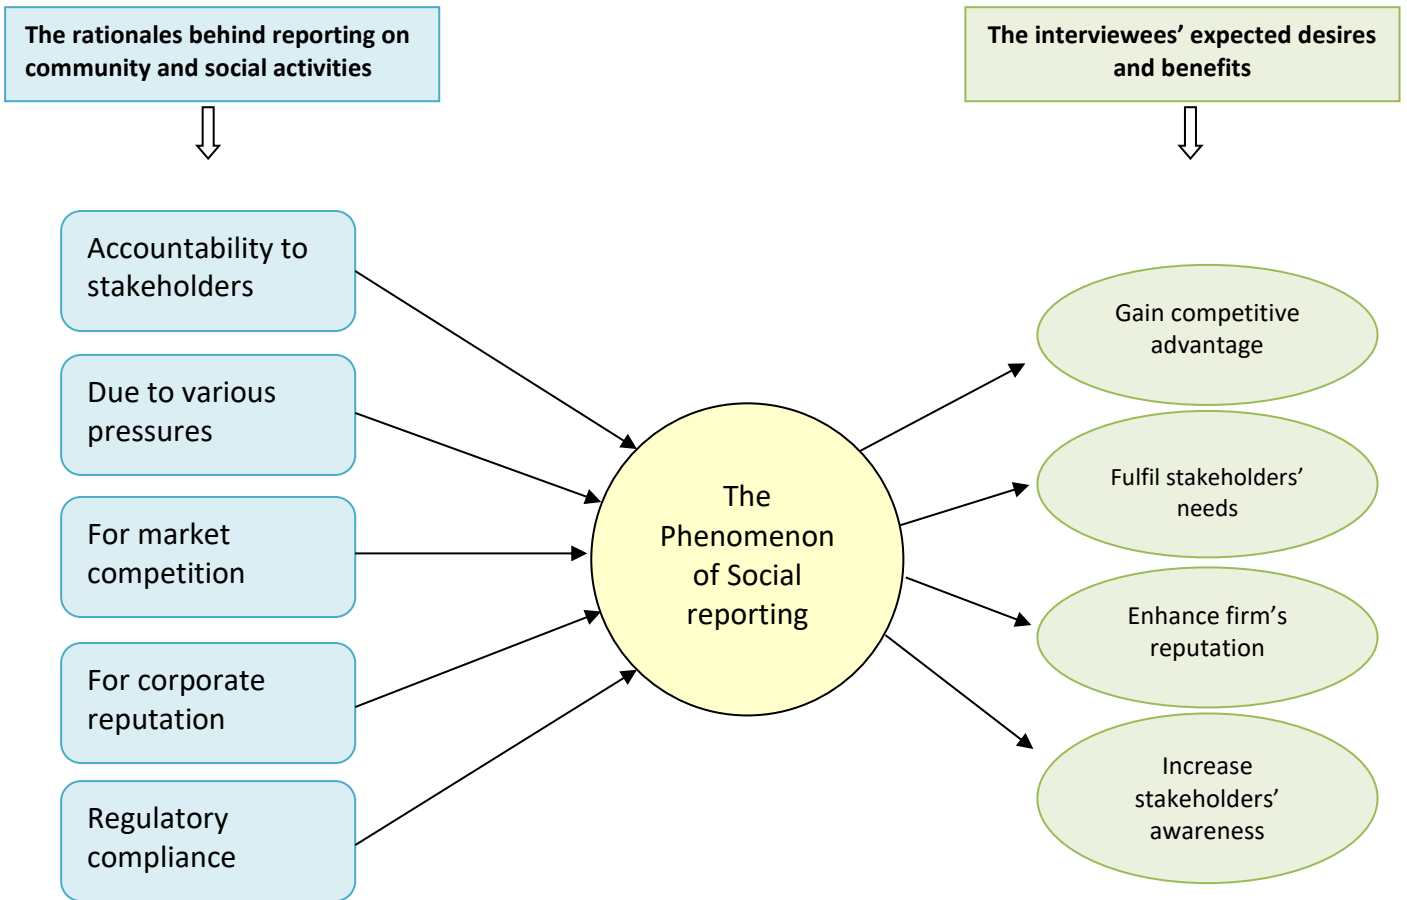 The rationales behind reporting on
community and social activities
The interviewees’ expected desires
and benefits
Accountability to
stakeholders
Due to various
pressures
For market
competition
For corporate
reputation
Regulatory
compliance
The
Phenomenon
of Social
reporting
Gain competitive
advantage
Fulfil stakeholders’
needs
Enhance firm’s
reputation
Increase
stakeholders’
awareness